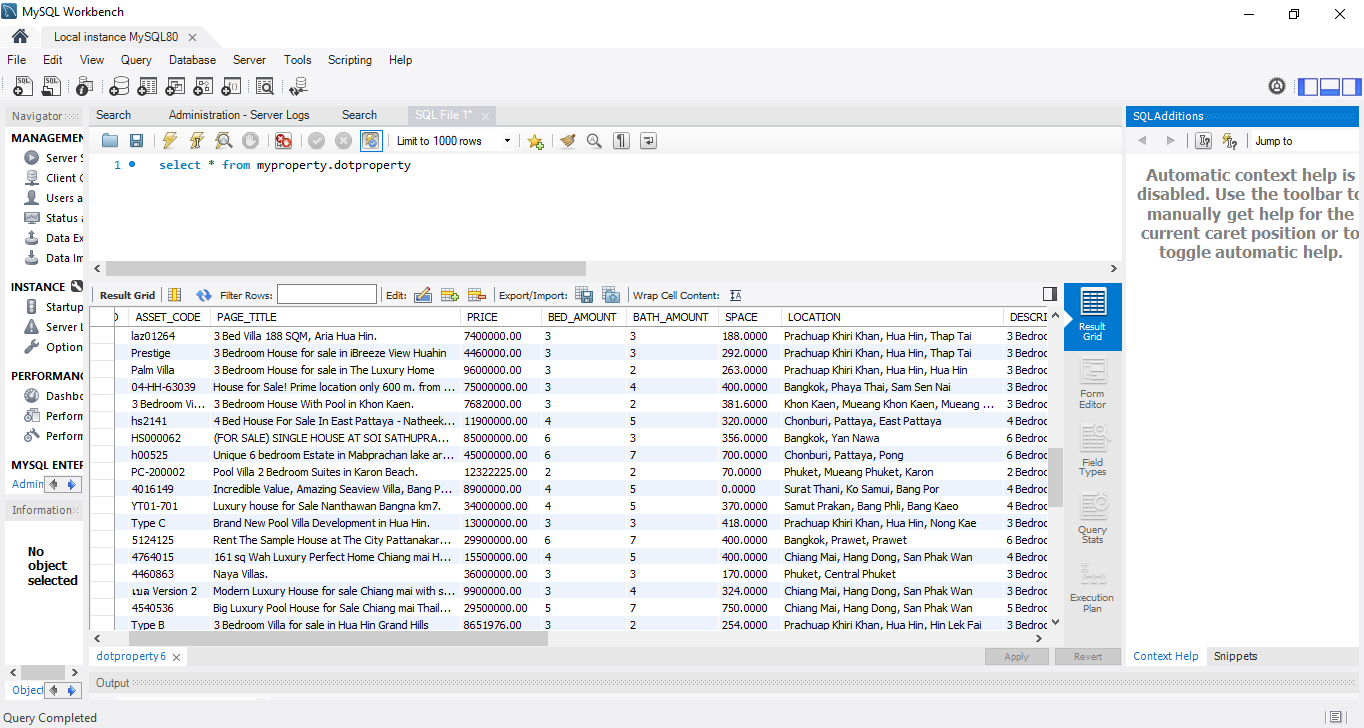 MySQL Workbench
Local instance MySQL80
File Edit View Query Database Server Tools Scripting Help
Navigator
MANAGEMEN
Server S
Client C
Users a
Status a
Data Ex
Data Im
INSTANCE
Startup
Server L
Option
PERFORMANC
Dashbo
Perform
Perform
MYSQL ENTER
Admin
Information
No
object
selected
Object
Search Administration - Server Logs Search SQL File 1*
Limit to 1000 rows
1 select * from myproperty.dotproperty
Result Grid Filter Rows: Edit: Export/Import: Wrap Cell Content:
ASSET_CODE PAGE_TITLE PRICE BED_AMOUNT BATH_AMOUNT SPACE LOCATION DESCRI
laz01264 3 Bed Villa 188 SQM, Aria Hua Hin. 7400000.00 3 3 188.0000 Prachuap Khiri Khan, Hua Hin, Thap Tai 3 Bedroc
Prestige 3 Bedroom House for sale in iBreeze View Huahin 4460000.00 3 3 292.0000 Prachuap Khiri Khan, Hua Hin, Thap Tai 3 Bedroc
Palm Villa 3 Bedroom House for sale in The Luxury Home 9600000.00 3 2 263.0000 Prachuap Khiri Khan, Hua Hin, Hua Hin 3 Bedroc
04-HH-63039 House for Sale! Prime location only 600 m. from ... 75000000.00 3 4 400.0000 Bangkok, Phaya Thai, Sam Sen Nai 3 Bedroc
3 Bedroom Vi... 3 Bedroom House With Pool in Khon Kaen. 7682000.00 3 2 381.6000 Khon Kaen, Mueang Khon Kaen, Mueang ... 3 Bedroc
hs2141 4 Bed House For Sale In East Pattaya - Natheek... 11900000.00 4 5 320.0000 Chonburi, Pattaya, East Pattaya 4 Bedroc
HS000062 (FOR SALE) SINGLE HOUSE AT SOI SATHUPRA... 85000000.00 6 3 356.0000 Bangkok, Yan Nawa 6 Bedroc
h00525 Unique 6 bedroom Estate in Mabprachan lake ar... 45000000.00 6 7 700.0000 Chonburi, Pattaya, Pong 6 Bedroc
PC-200002 Pool Villa 2 Bedroom Suites in Karon Beach. 12322225.00 2 2 70.0000 Phuket, Mueang Phuket, Karon 2 Bedroc
4016149 Incredible Value, Amazing Seaview Villa, Bang P... 8900000.00 4 5 0.0000 Surat Thani, Ko Samui, Bang Por 4 Bedroc
YT01-701 Luxury house for Sale Nanthawan Bangna km7. 34000000.00 4 5 370.0000 Samut Prakan, Bang Phli, Bang Kaeo 4 Bedroc
Type C Brand New Pool Villa Development in Hua Hin. 13000000.00 3 3 418.0000 Prachuap Khiri Khan, Hua Hin, Nong Kae 3 Bedroc
5124125 Rent The Sample House at The City Pattanakar... 29900000.00 6 7 400.0000 Bangkok, Prawet, Prawet 6 Bedroc
4764015 161 sq Wah Luxury Perfect Home Chiang mai H... 15500000.00 4 5 400.0000 Chiang Mai, Hang Dong, San Phak Wan 4 Bedroc
4460863 Naya Villas. 36000000.00 3 3 170.0000 Phuket, Central Phuket 3 Bedroc
เบล Version 2 Modern Luxury House for sale Chiang mai with s... 9900000.00 3 4 324.0000 Chiang Mai, Hang Dong, San Phak Wan 3 Bedroc
4540536 Big Luxury Pool House for Sale Chiang mai Thail... 29500000.00 5 7 750.0000 Chiang Mai, Hang Dong, San Phak Wan 5 Bedroc
Type B 3 Bedroom Villa for sale in Hua Hin Grand Hills 8651976.00 3 2 254.0000 Prachuap Khiri Khan, Hua Hin, Hin Lek Fai 3 Bedroc
Result
Grid
Form
Editor
Field
Types
Query
Stats
Execution
Plan
dotproperty6
Apply Revert
Output
SQLAdditions
Jump to
Automatic context help is
disabled. Use the toolbar to
manually get help for the
current caret position or to
toggle automatic help.
Context Help Snippets
Query Completed